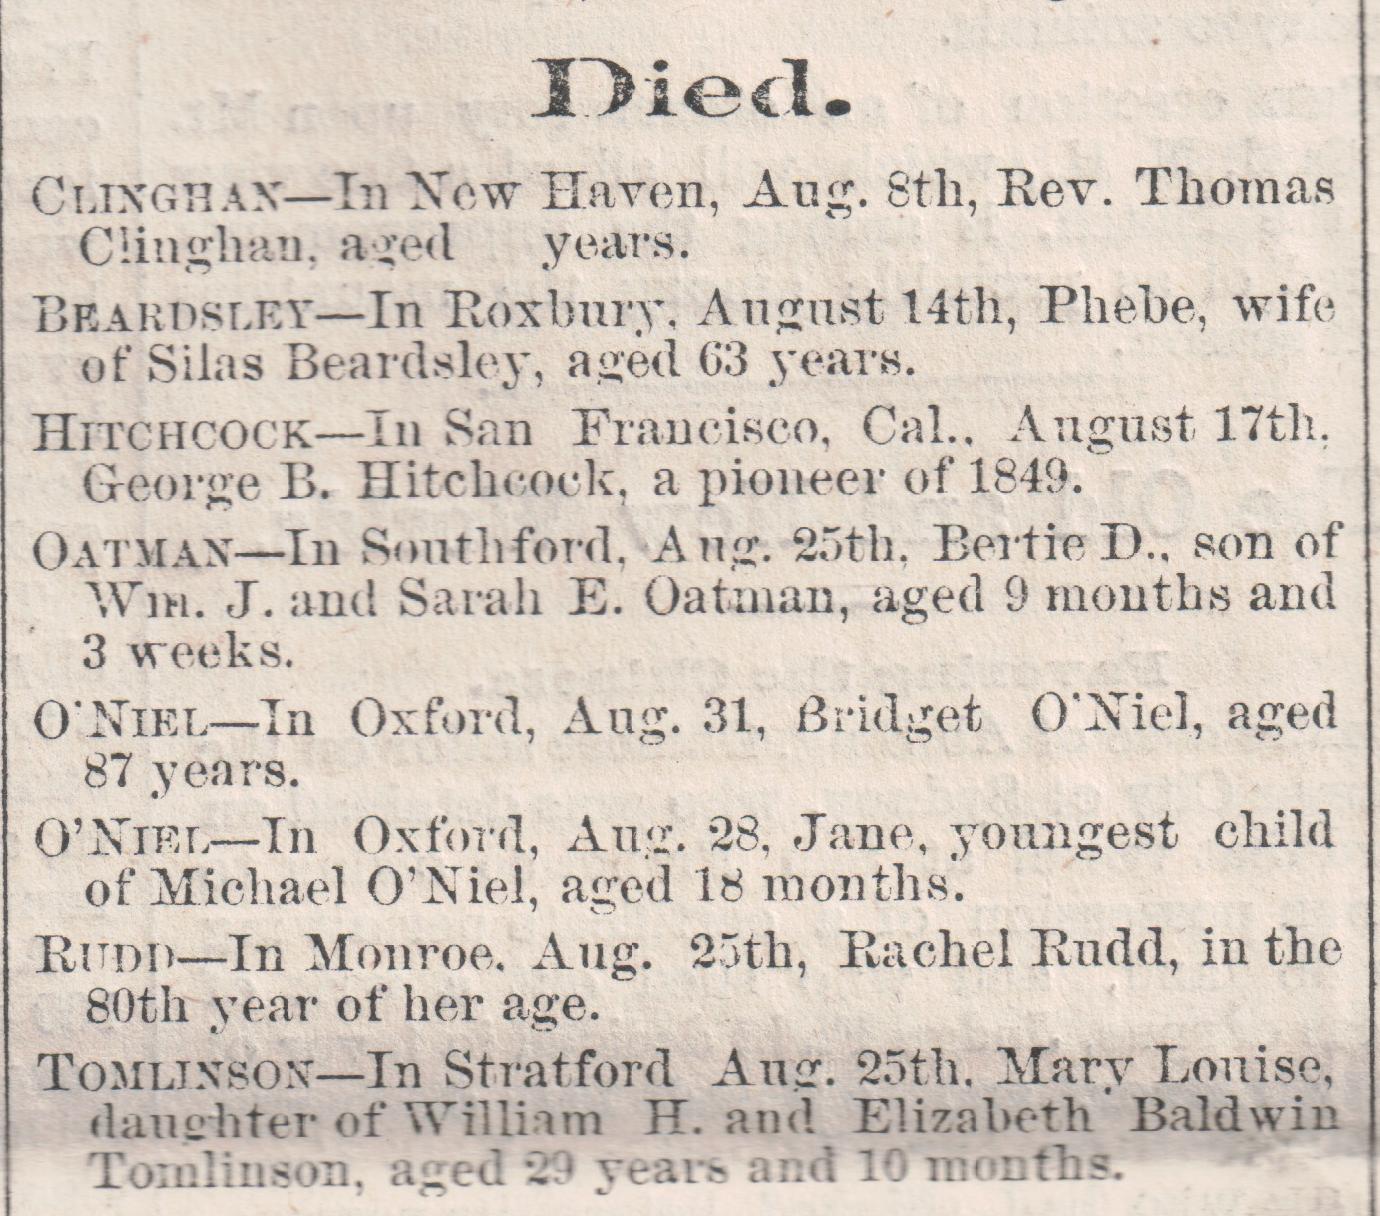 Died.
CLINGHAN—In New Haven, Aug. 8th, Rev. Thomas
Clinghan, aged years.
BEARDSLEY—In Roxbury, August 14th, Phebe, wife
of Silas Beardsley, aged 63 years.
HITCHCOCK—In San Francisco, Cal., August 17th,
George B. Hitchcock, a pioneer of 1849.
OATMAN—In Southford, Aug. 25th, Bertie D., son of
Wm. J. and Sarah E. Oatman, aged 9 months and
3 weeks.
O'NIEL—In Oxford, Aug. 31, Bridget O'Niel, aged
87 years.
O'NIEL—In Oxford, Aug. 28, Jane, youngest child
of Michael O'Niel, aged 18 months.
RUDD—In Monroe, Aug. 25th, Rachel Rudd, in the
80th year of her age.
TOMLINSON—In Stratford Aug. 25th, Mary Louise,
daughter of William H. and Elizabeth Baldwin
Tomlinson, aged 29 years and 10 months.